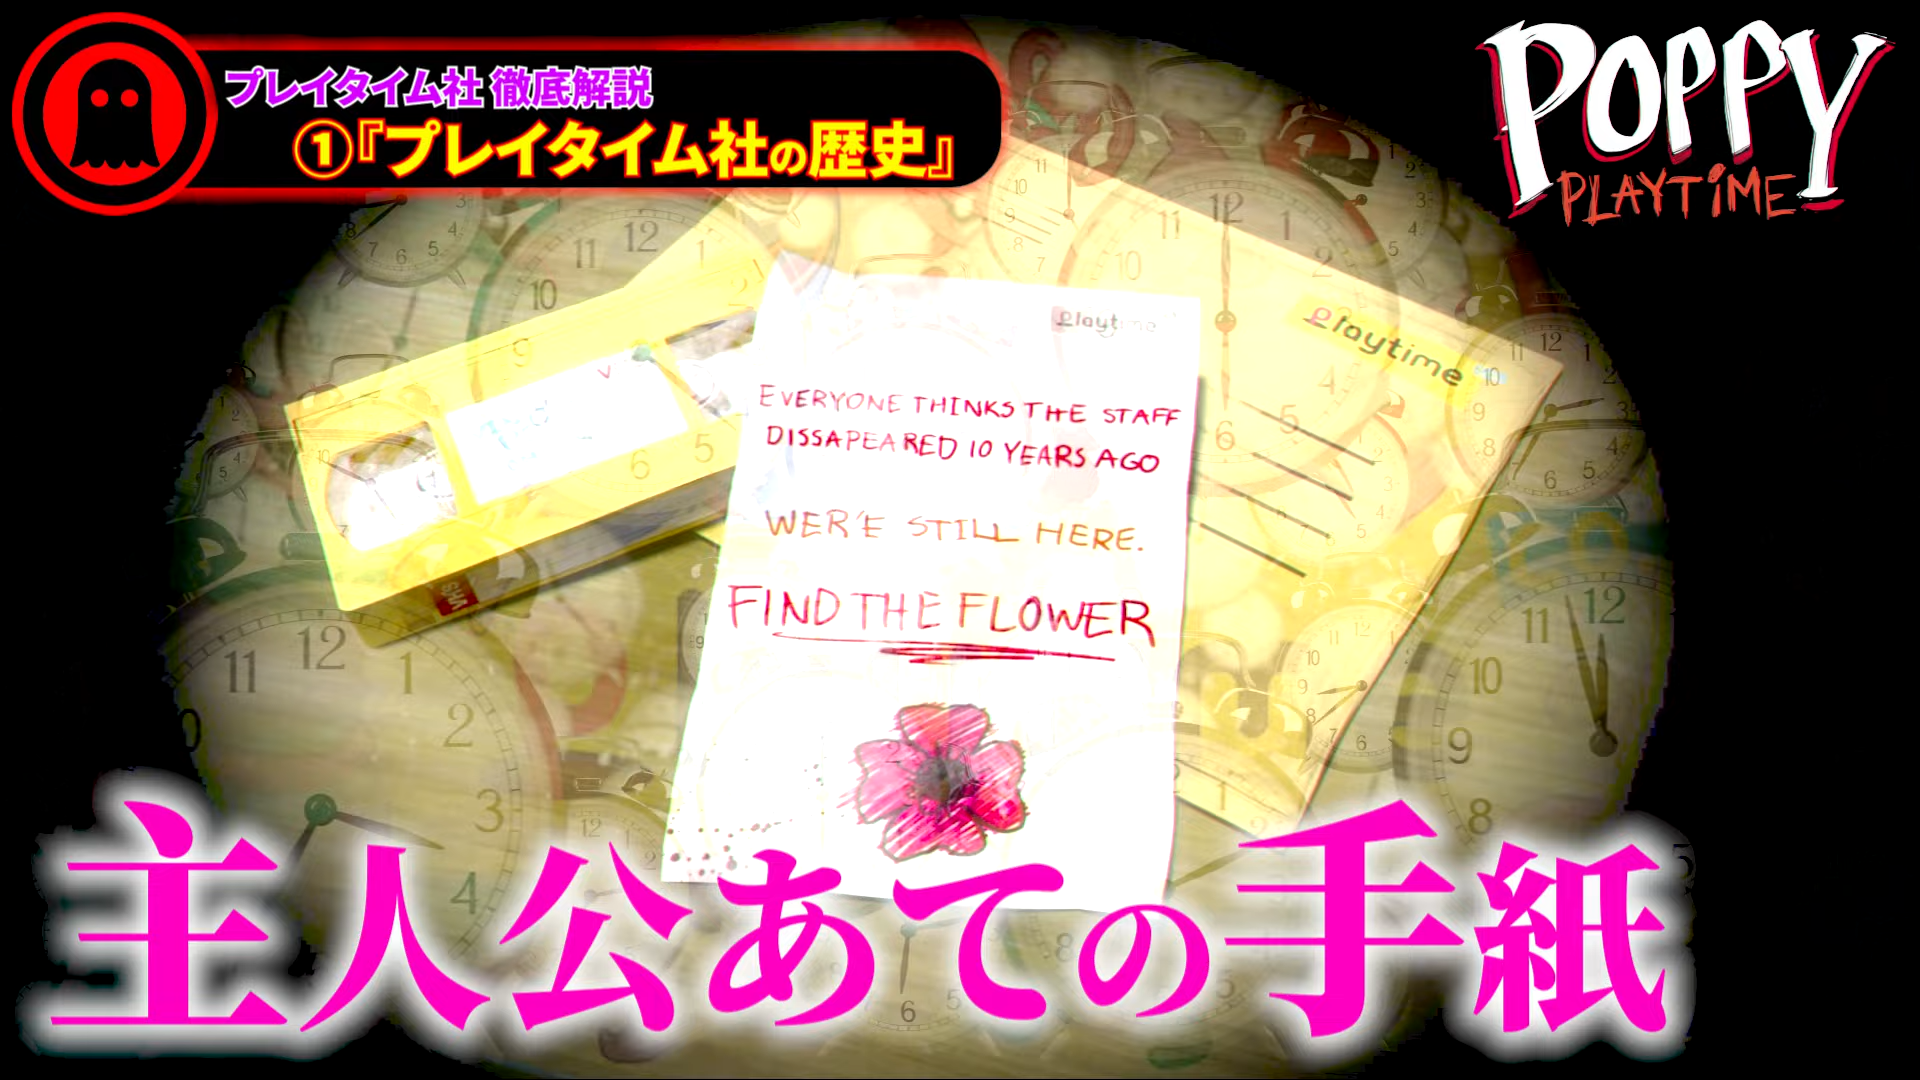 プレイタイム社 徹底解説
①『プレイタイム社の歴史』
POPPY
PLAYTIME
Playtime
Playtime
EVERYONE THINKS THE STAFF
DISSAPEARED 10 YEARS AGO
WER'E STILL HERE.
FIND THE FLOWER
VHS
主人公あての手紙